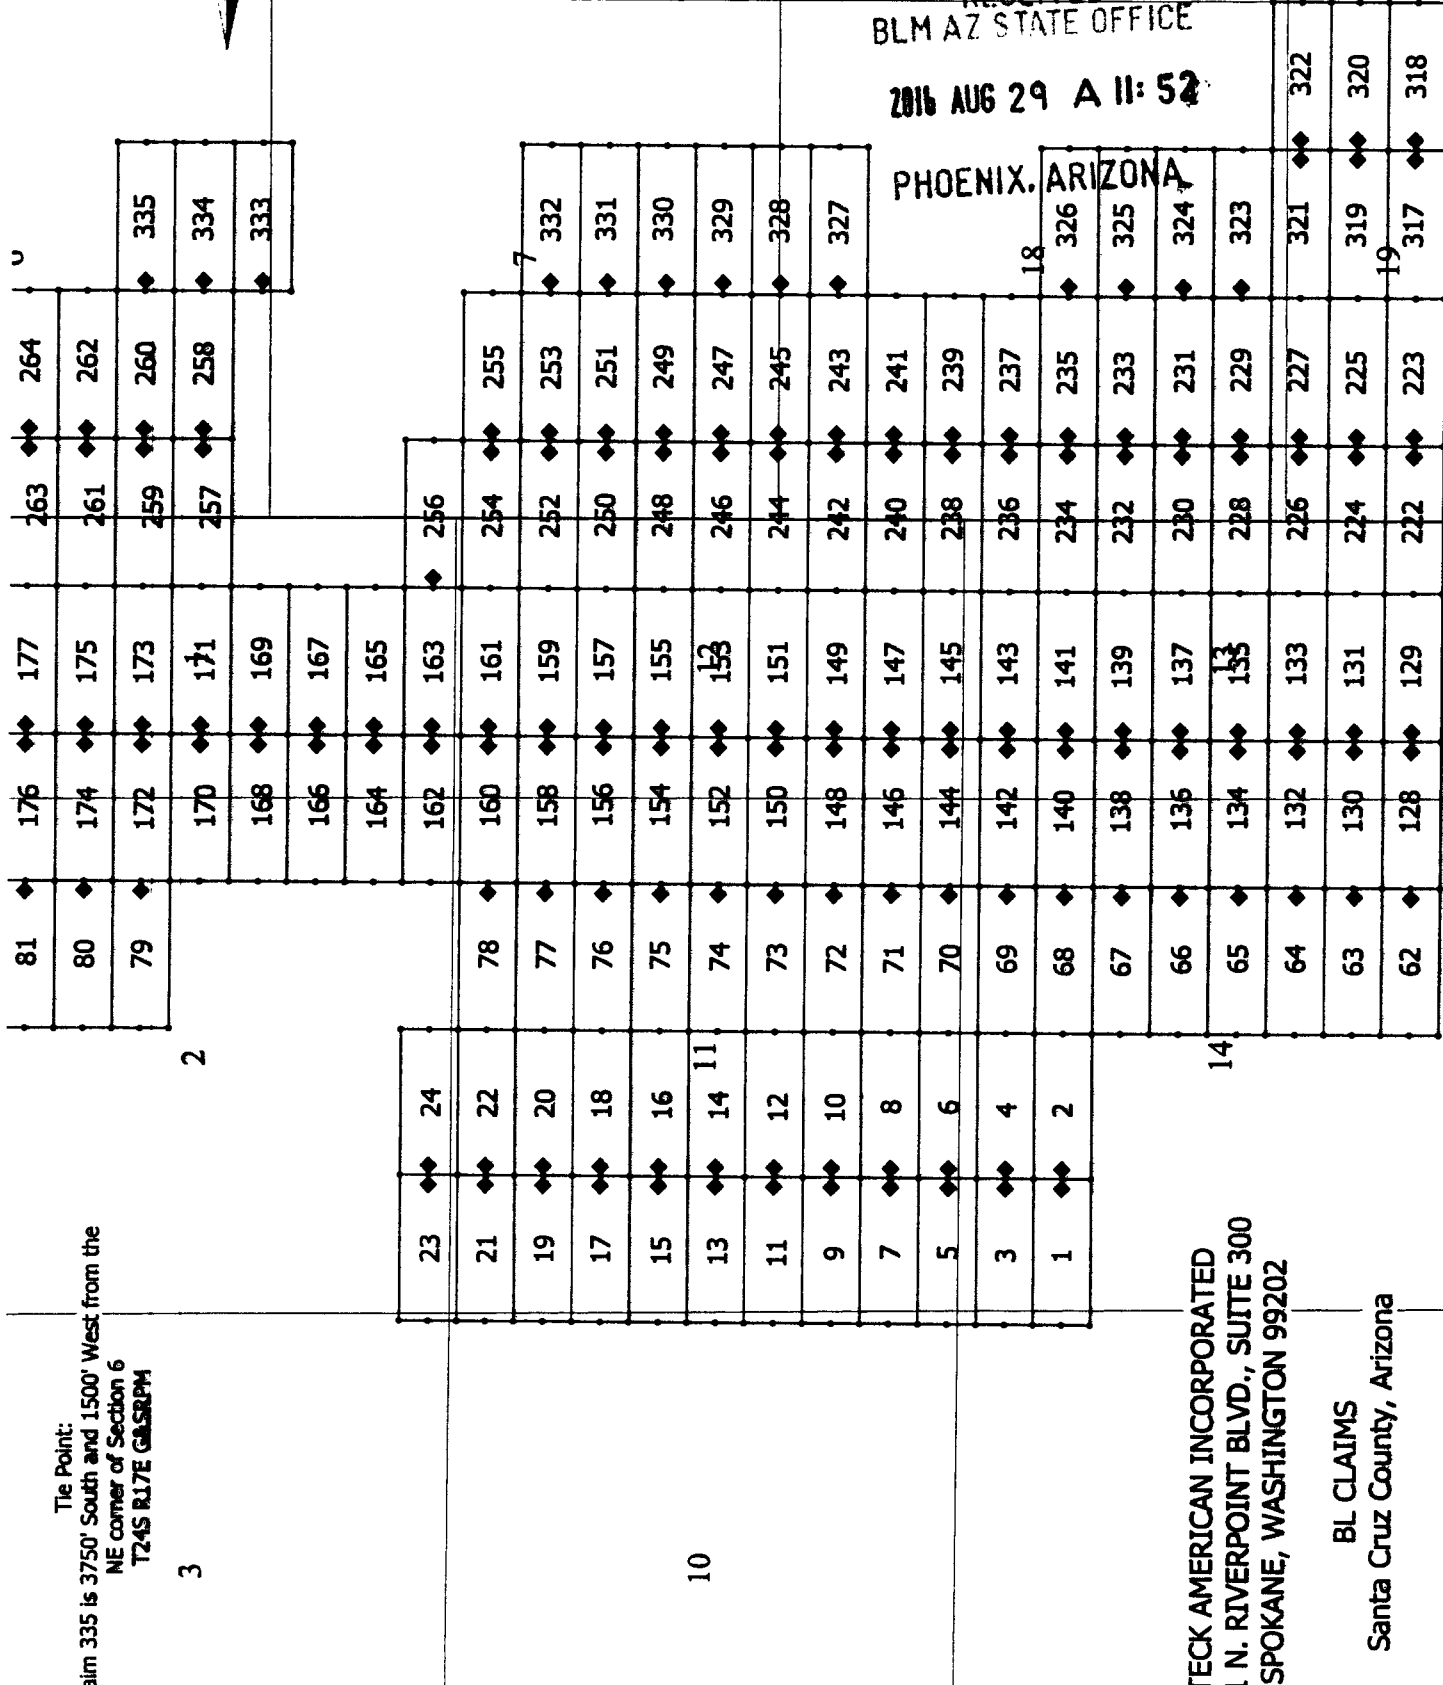 BLM AZ STATE OFFICE
2016 AUG 29 A 11: 52
PHOENIX, ARIZONA
322 320 318
335 334 333
332 331 330 329 328 327
326 325 324 323 321 319 317
7 18 19
264 262 260 258
255 253 251 249 247 245 243 241 239 237 235 233 231 229 227 225 223
263 261 259 257
256 254 252 250 248 246 244 242 240 238 236 234 232 230 228 226 224 222
177 175 173 171 169 167 165 163 161 159 157 155 153 151 149 147 145 143 141 139 137 135 133 131 129
1 12 13
176 174 172 170 168 166 164 162 160 158 156 154 152 150 148 146 144 142 140 138 136 134 132 130 128
81 80 79
78 77 76 75 74 73 72 71 70 69 68 67 66 65 64 63 62
2 11 14
24 22 20 18 16 14 12 10 8 6 4 2
23 21 19 17 15 13 11 9 7 5 3 1
Tie Point:
aim 335 is 3750' South and 1500' West from the
NE corner of Section 6
T24S R17E G&SRPM
3 10
TECK AMERICAN INCORPORATED
N. RIVERPOINT BLVD., SUITE 300
SPOKANE, WASHINGTON 99202
BL CLAIMS
Santa Cruz County, Arizona